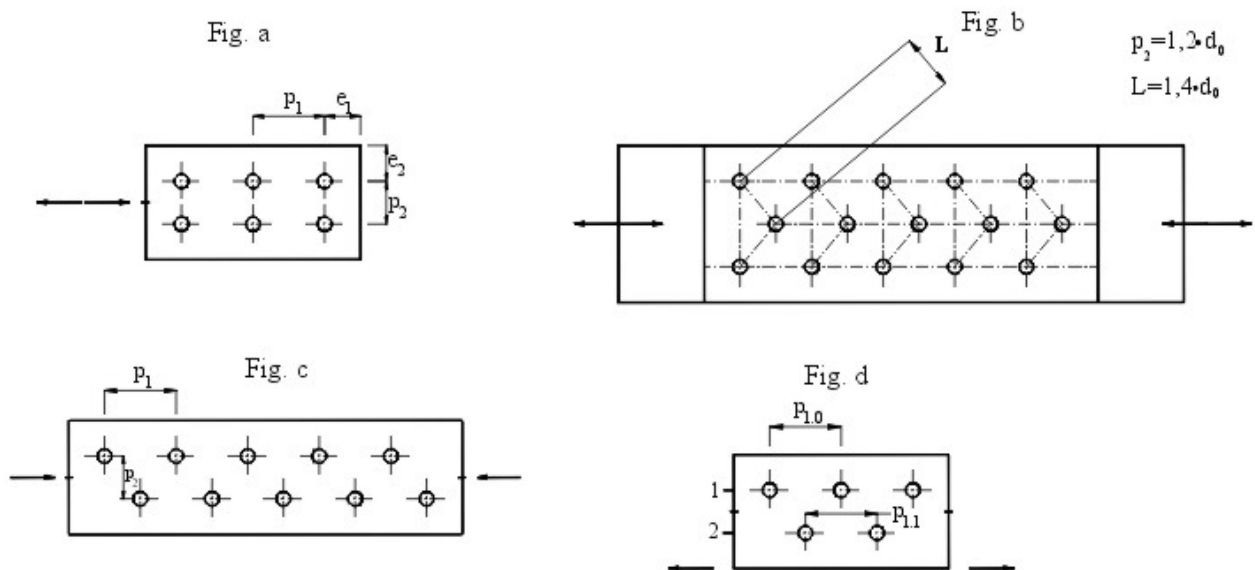 Fig. a
Fig. b
L
p₂=1,2•d₀
L=1,4•d₀
p₁
e₁
e₂
p₂
Fig. c
p₁
p₂
Fig. d
p₁.₀
1
p₁.₁
2